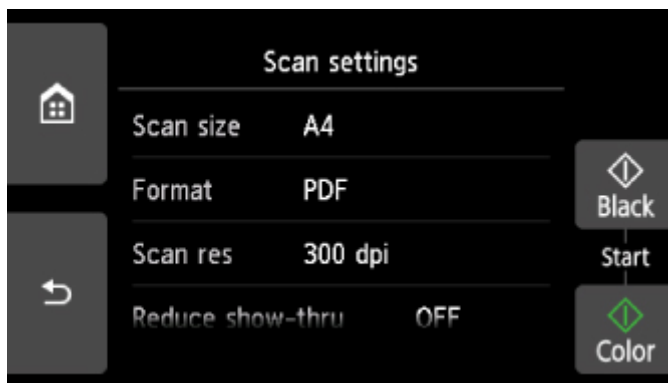 Scan settings
Scan size A4
Format PDF
Scan res 300 dpi
Reduce show-thru OFF
Black
Start
Color